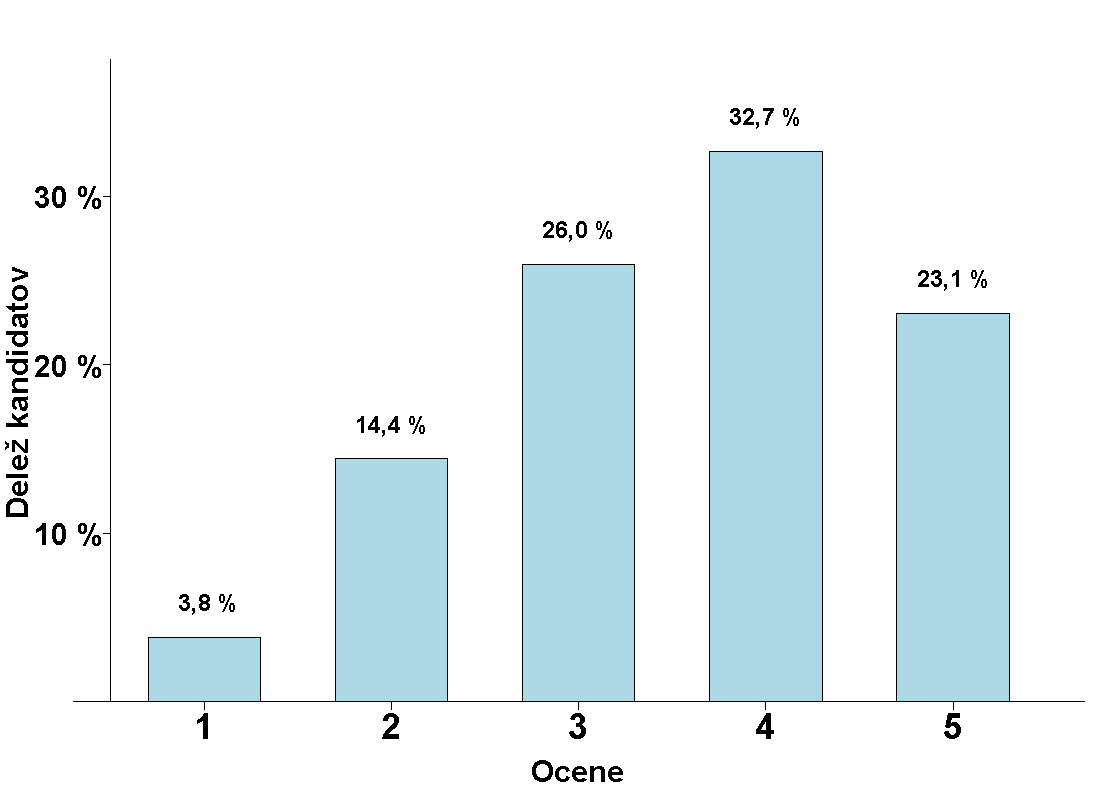 32,7 %
30 %
26,0 %
23,1 %
20 %
14,4 %
10 %
3,8 %
Delež kandidatov
1 2 3 4 5
Ocene